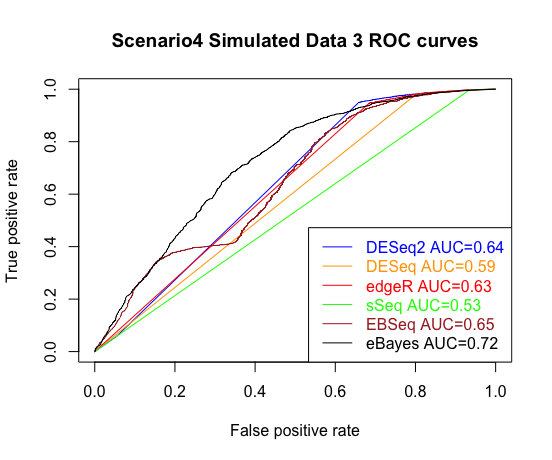 Scenario4 Simulated Data 3 ROC curves
True positive rate
1.0
0.8
0.6
0.4
0.2
0.0
DESeq2 AUC=0.64
DESeq AUC=0.59
edgeR AUC=0.63
sSeq AUC=0.53
EBSeq AUC=0.65
eBayes AUC=0.72
0.0 0.2 0.4 0.6 0.8 1.0
False positive rate